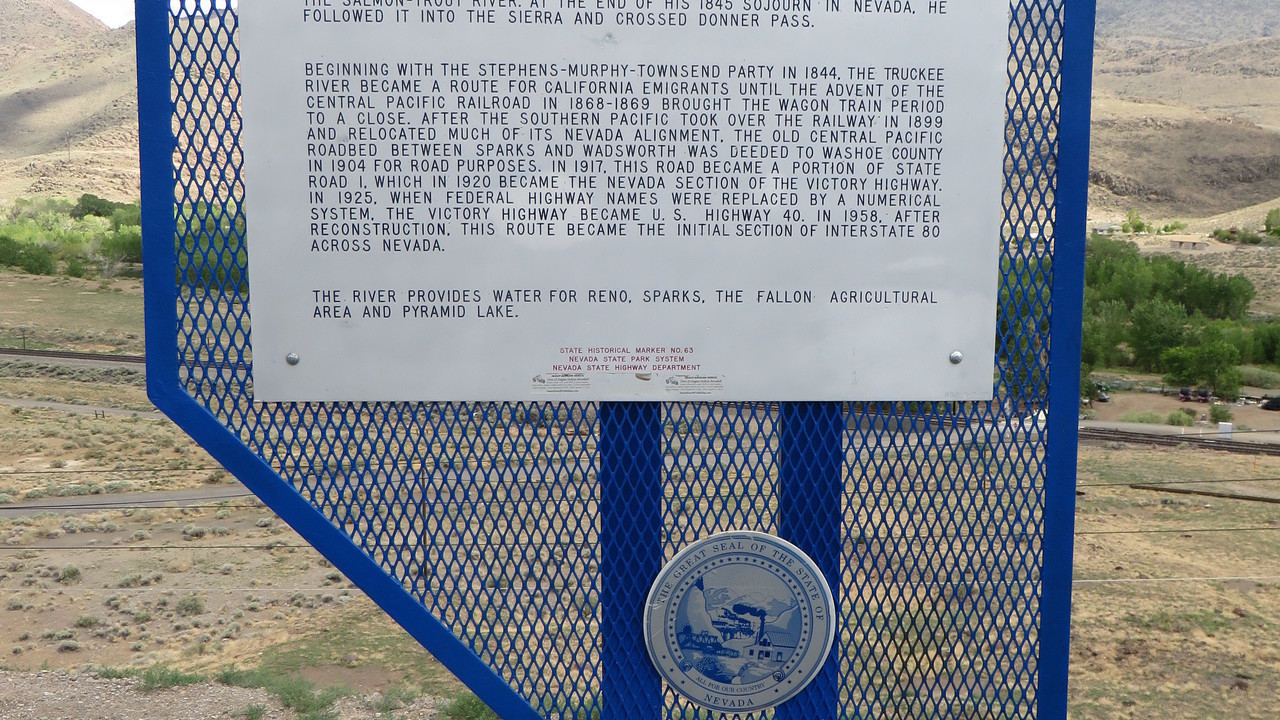 THE SALMON-TROUT RIVER. AT THE END OF HIS 1845 SOJOURN IN NEVADA, HE
FOLLOWED IT INTO THE SIERRA AND CROSSED DONNER PASS.
BEGINNING WITH THE STEPHENS-MURPHY-TOWNSEND PARTY IN 1844, THE TRUCKEE
RIVER BECAME A ROUTE FOR CALIFORNIA EMIGRANTS UNTIL THE ADVENT OF THE
CENTRAL PACIFIC RAILROAD IN 1868-1869 BROUGHT THE WAGON TRAIN PERIOD
TO A CLOSE. AFTER THE SOUTHERN PACIFIC TOOK OVER THE RAILWAY IN 1899
AND RELOCATED MUCH OF ITS NEVADA ALIGNMENT, THE OLD CENTRAL PACIFIC
ROADBED BETWEEN SPARKS AND WADSWORTH WAS DEEDED TO WASHOE COUNTY
IN 1904 FOR ROAD PURPOSES. IN 1917, THIS ROAD BECAME A PORTION OF STATE
ROAD 1, WHICH IN 1920 BECAME THE NEVADA SECTION OF THE VICTORY HIGHWAY.
IN 1925, WHEN FEDERAL HIGHWAY NAMES WERE REPLACED BY A NUMERICAL
SYSTEM, THE VICTORY HIGHWAY BECAME U.S. HIGHWAY 40. IN 1958, AFTER
RECONSTRUCTION, THIS ROUTE BECAME THE INITIAL SECTION OF INTERSTATE 80
ACROSS NEVADA.
THE RIVER PROVIDES WATER FOR RENO, SPARKS, THE FALLON AGRICULTURAL
AREA AND PYRAMID LAKE.
STATE HISTORICAL MARKER NO. 63
NEVADA STATE PARK SYSTEM
NEVADA STATE HIGHWAY DEPARTMENT
THE GREAT SEAL OF THE STATE OF
ALL FOR OUR COUNTRY
NEVADA